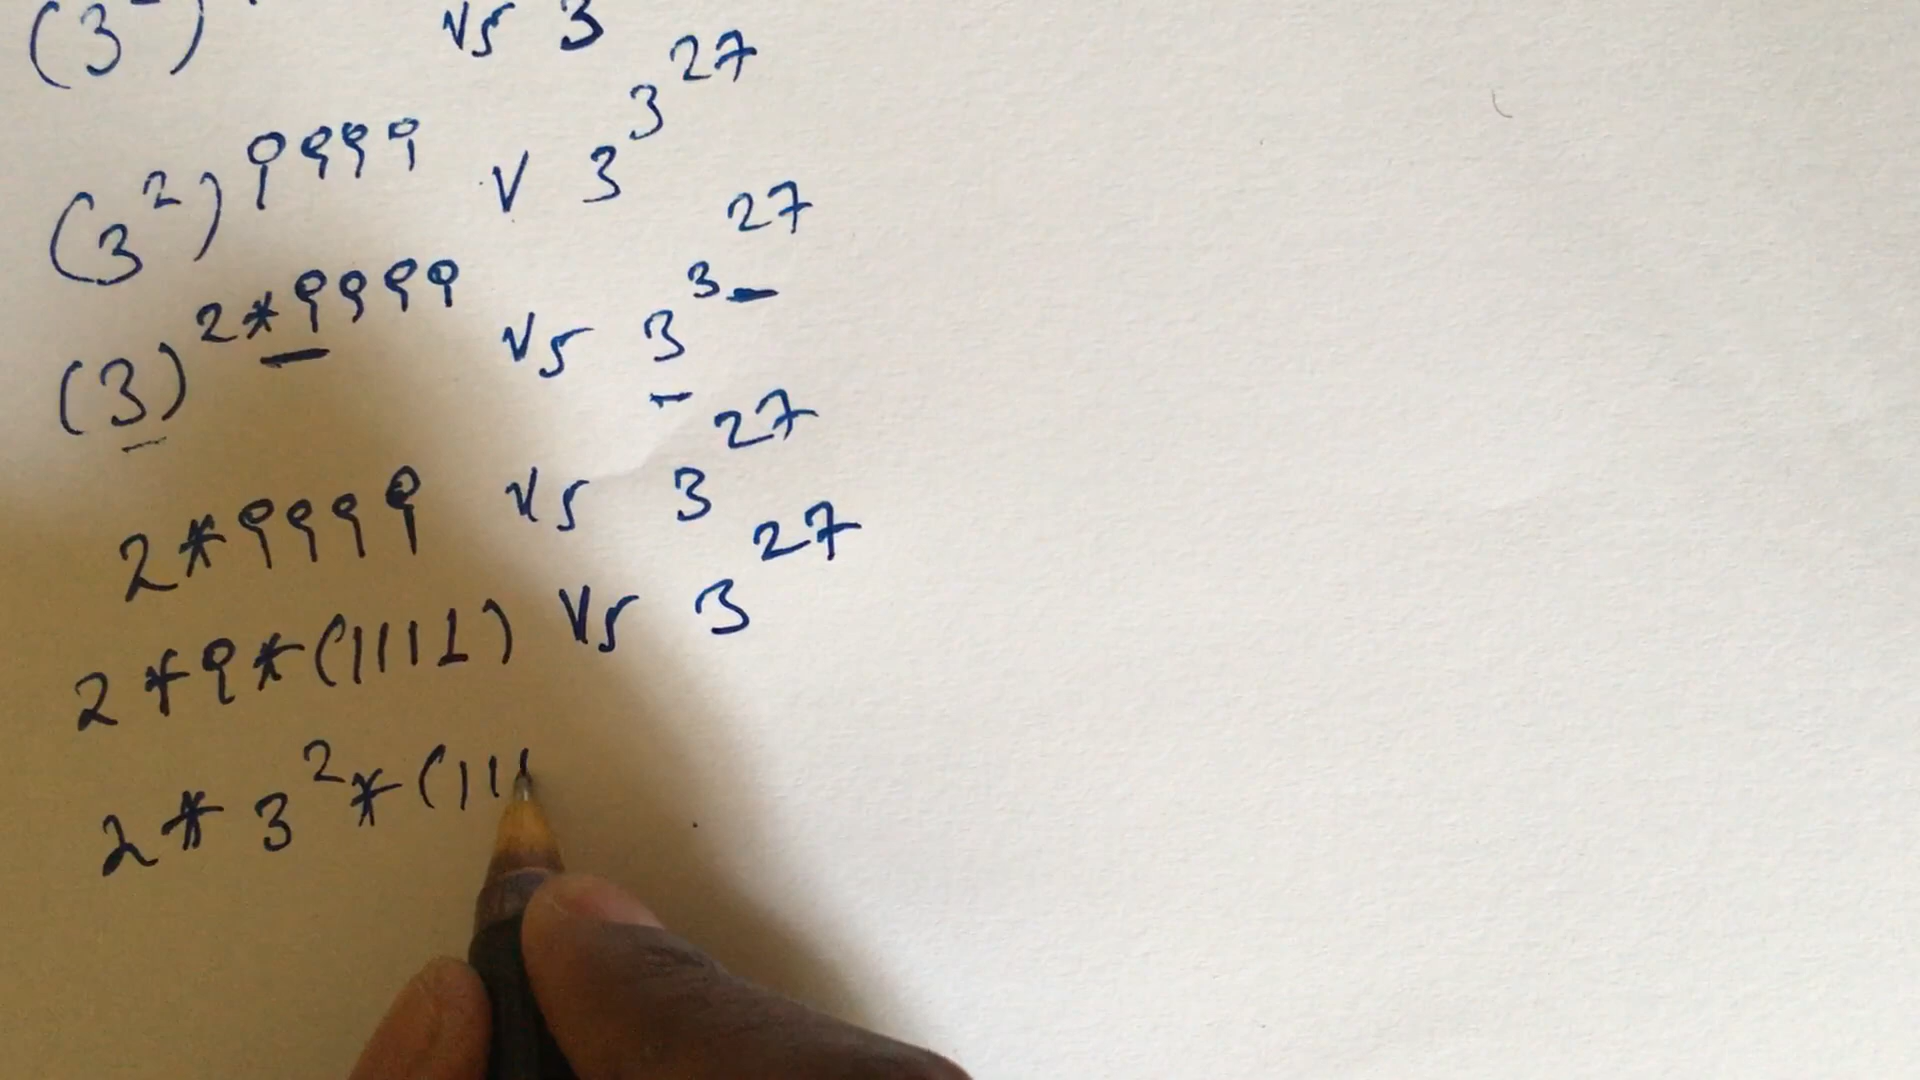 (3²) vs 3
(3²)⁹⁹⁹⁹ V 3^3^27
(3)^2*9999 vs 3^3^27
2*9999 vs 3^27
2*9*(1111) vs 3^27
2*3²*(111